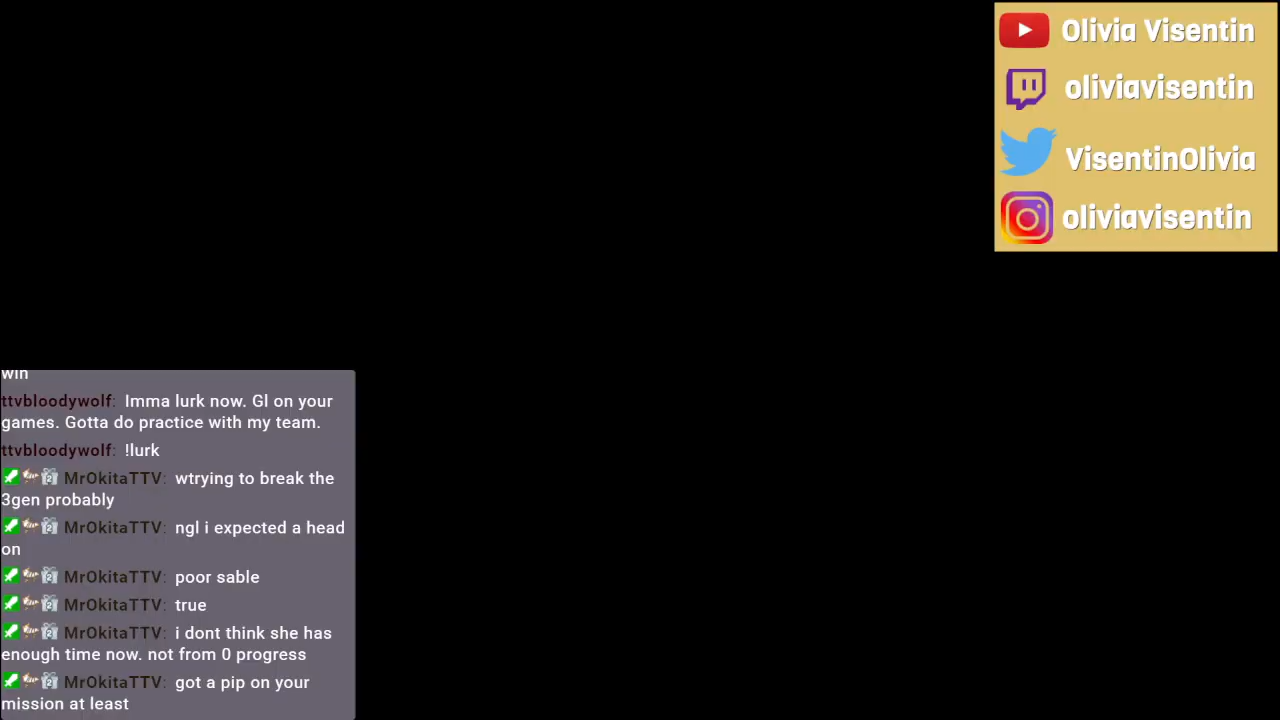 Olivia Visentin
oliviavisentin
VisentinOlivia
oliviavisentin
win
ttvbloodywolf: Imma lurk now. Gl on your
games. Gotta do practice with my team.
ttvbloodywolf: !lurk
MrOkitaTTV: wtrying to break the
3gen probably
MrOkitaTTV: ngl i expected a head
on
MrOkitaTTV: poor sable
MrOkitaTTV: true
MrOkitaTTV: i dont think she has
enough time now. not from 0 progress
MrOkitaTTV: got a pip on your
mission at least